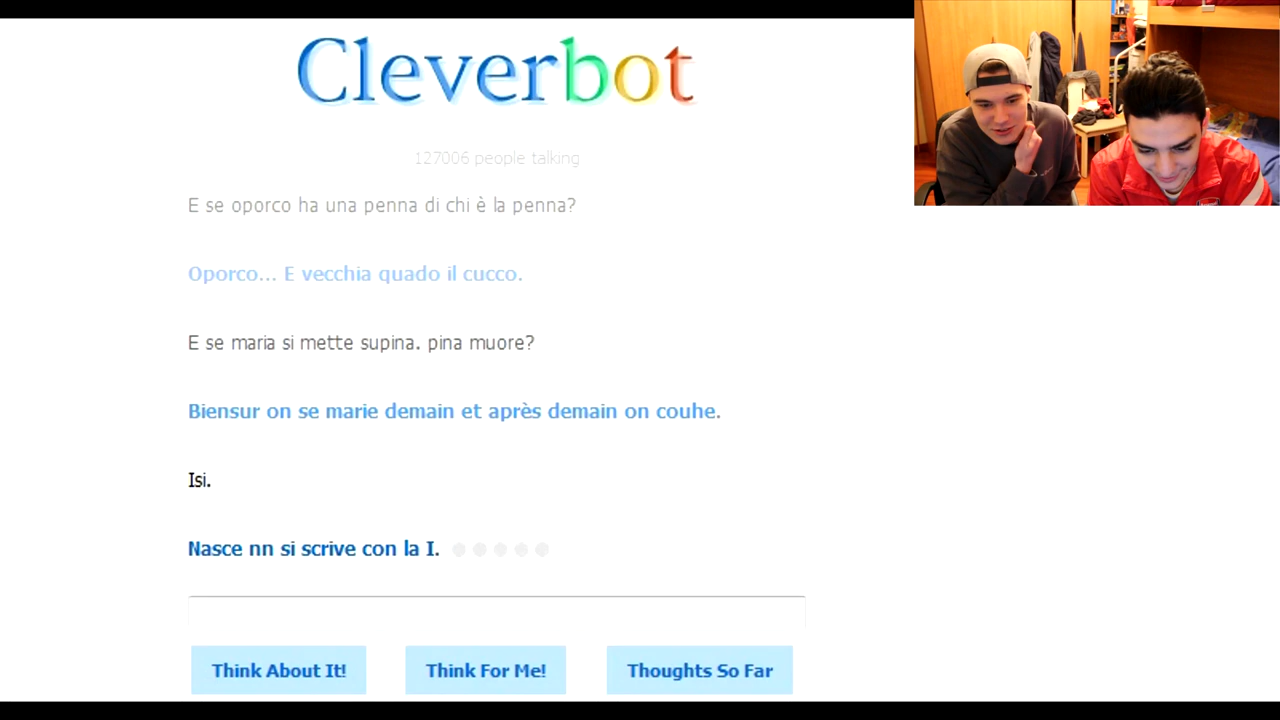 Cleverbot
127006 people talking
E se oporco ha una penna di chi è la penna?
Oporco... E vecchia quado il cucco.
E se maria si mette supina. pina muore?
Biensur on se marie demain et après demain on couhe.
Isi.
Nasce nn si scrive con la I.
Think About It!
Think For Me!
Thoughts So Far